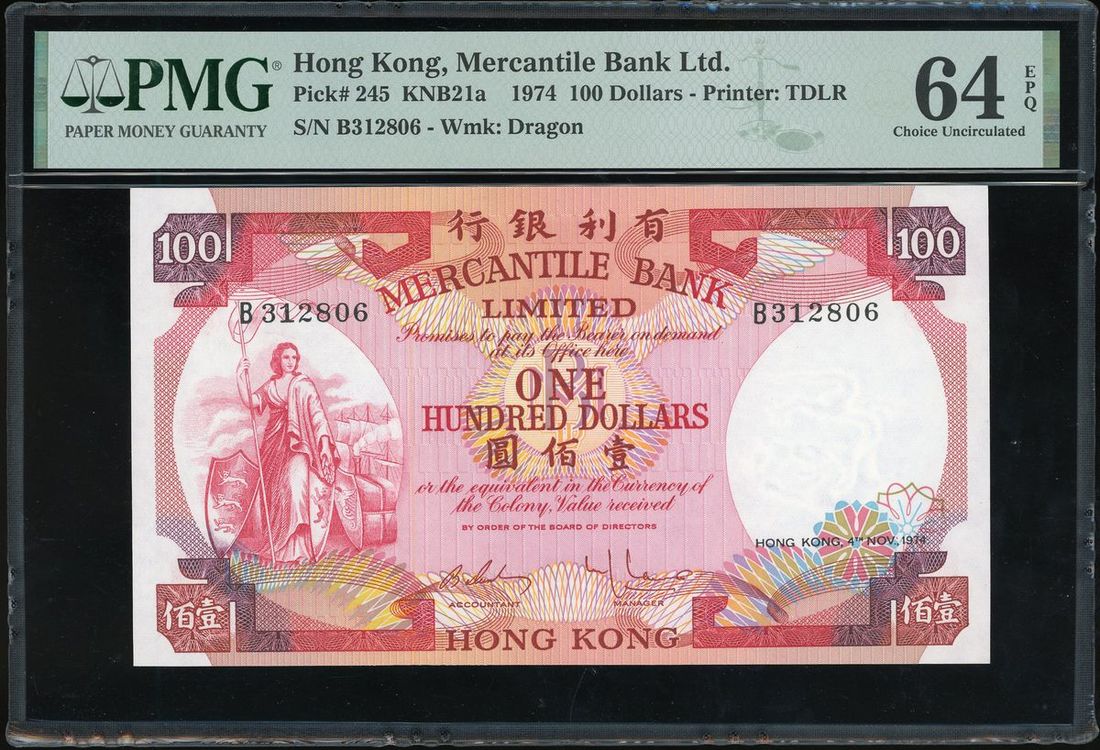 PMG®
PAPER MONEY GUARANTY
Hong Kong, Mercantile Bank Ltd.
Pick# 245 KNB21a 1974 100 Dollars - Printer: TDLR
S/N B312806 - Wmk: Dragon
64 EPQ
Choice Uncirculated
100
行銀利有
100
MERCANTILE BANK
LIMITED
B312806
B312806
Promises to pay the Bearer on demand
at its Office here
ONE
HUNDRED DOLLARS
圓佰壹
or the equivalent in the Currency of
the Colony, Value received
BY ORDER OF THE BOARD OF DIRECTORS
HONG KONG, 4TH NOV, 1974.
ACCOUNTANT
MANAGER
佰壹
HONG KONG
佰壹